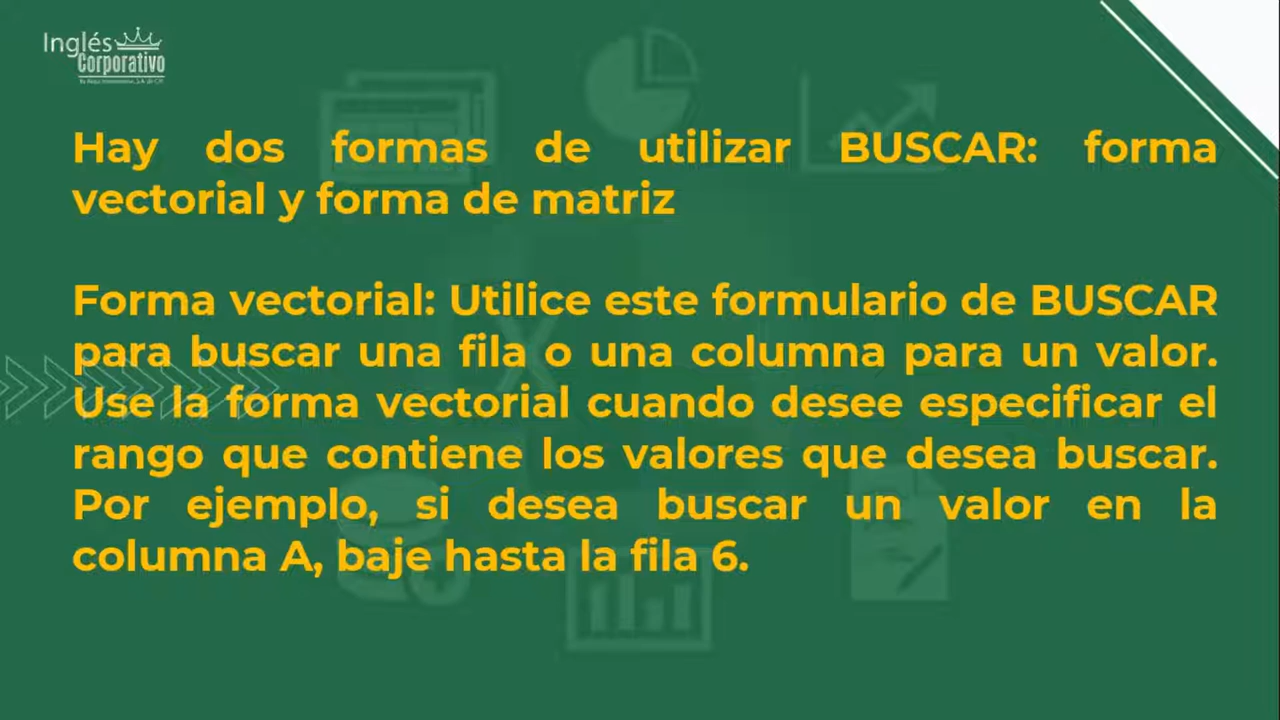 Inglés
Corporativo
Hay dos formas de utilizar BUSCAR: forma
vectorial y forma de matriz
Forma vectorial: Utilice este formulario de BUSCAR
para buscar una fila o una columna para un valor.
Use la forma vectorial cuando desee especificar el
rango que contiene los valores que desea buscar.
Por ejemplo, si desea buscar un valor en la
columna A, baje hasta la fila 6.